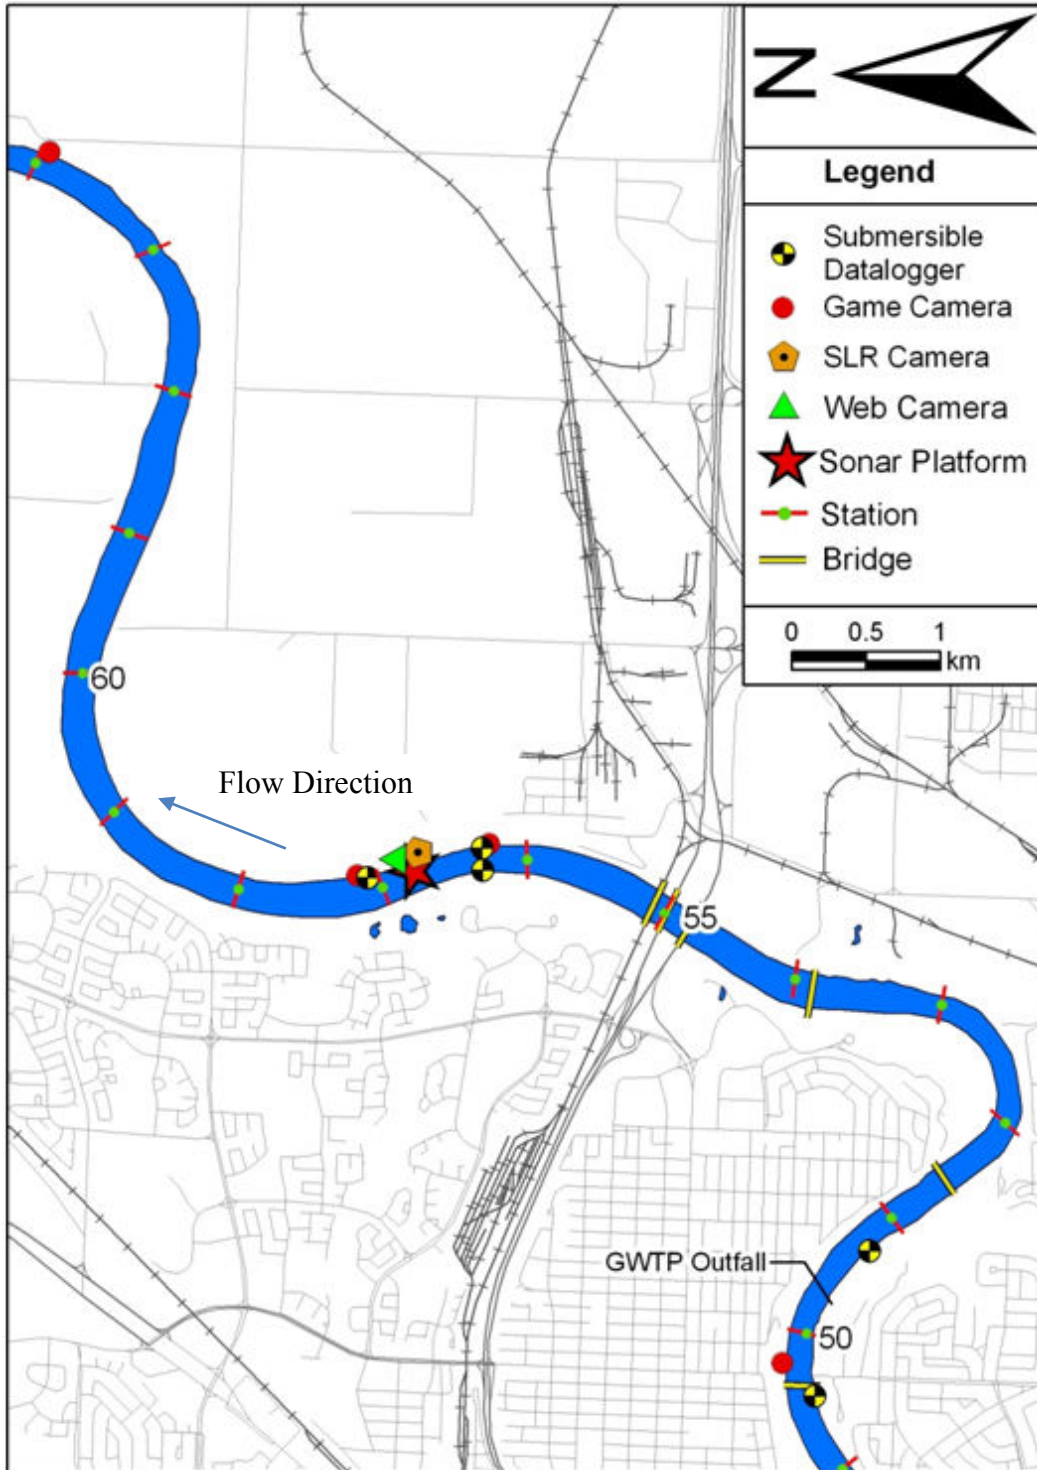 N
Legend
Submersible
Datalogger
Game Camera
SLR Camera
Web Camera
Sonar Platform
Station
Bridge
0 0.5 1
km
60
Flow Direction
55
GWTP Outfall
50